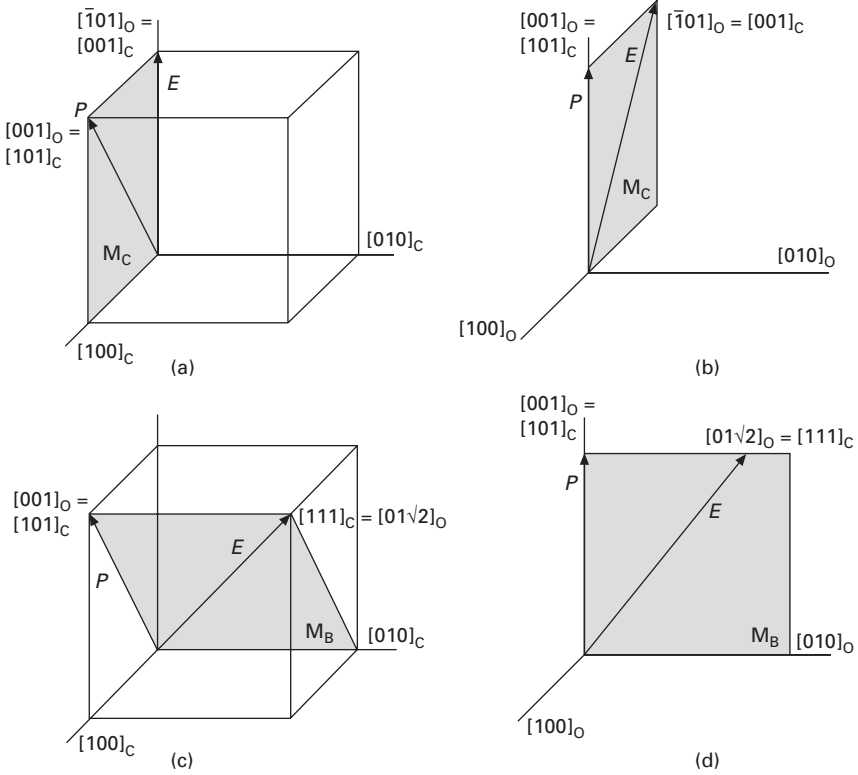 [1̄01]O =
[001]C
E
P
[001]O =
[101]C
MC
[010]C
[100]C
(a)
[001]O =
[101]C
[1̄01]O = [001]C
E
P
MC
[010]O
[100]O
(b)
[001]O =
[101]C
[111]C = [01√2]O
E
P
MB
[010]C
[100]C
(c)
[001]O =
[101]C
[01√2]O = [111]C
P
E
MB
[010]O
[100]O
(d)